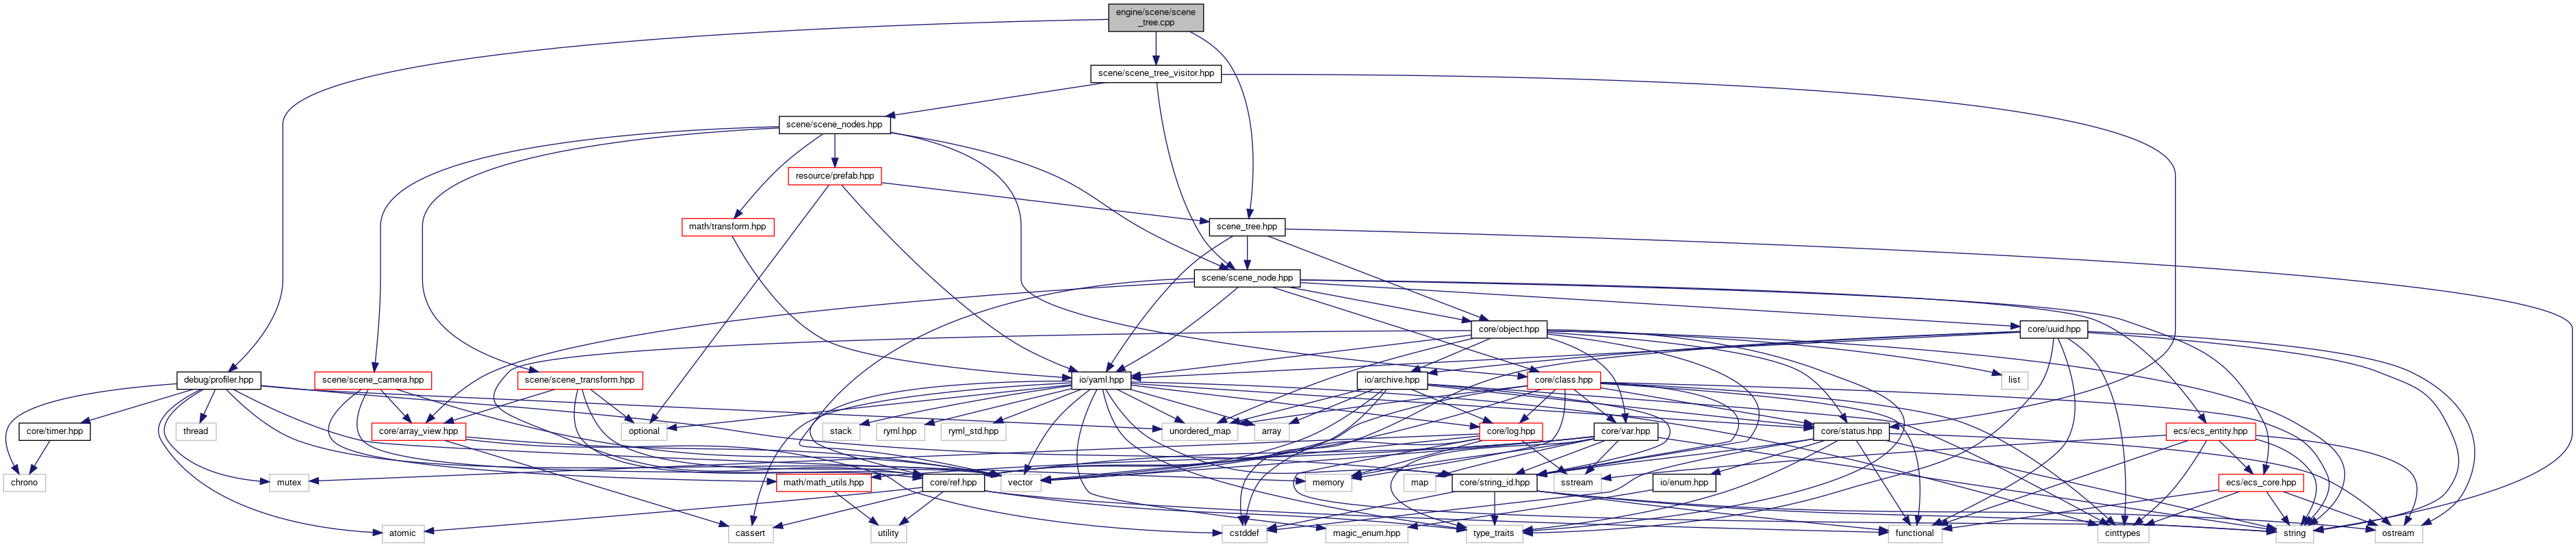 engine/scene/scene
_tree.cpp
scene/scene_tree_visitor.hpp
scene/scene_nodes.hpp
resource/prefab.hpp
math/transform.hpp
scene_tree.hpp
scene/scene_node.hpp
core/object.hpp
core/uuid.hpp
debug/profiler.hpp
scene/scene_camera.hpp
scene/scene_transform.hpp
io/yaml.hpp
io/archive.hpp
core/class.hpp
list
core/timer.hpp
thread
core/array_view.hpp
optional
stack
ryml.hpp
ryml_std.hpp
unordered_map
array
core/log.hpp
core/var.hpp
core/status.hpp
ecs/ecs_entity.hpp
chrono
mutex
math/math_utils.hpp
core/ref.hpp
vector
memory
map
core/string_id.hpp
sstream
io/enum.hpp
ecs/ecs_core.hpp
atomic
cassert
utility
cstddef
magic_enum.hpp
type_traits
functional
cinttypes
string
ostream